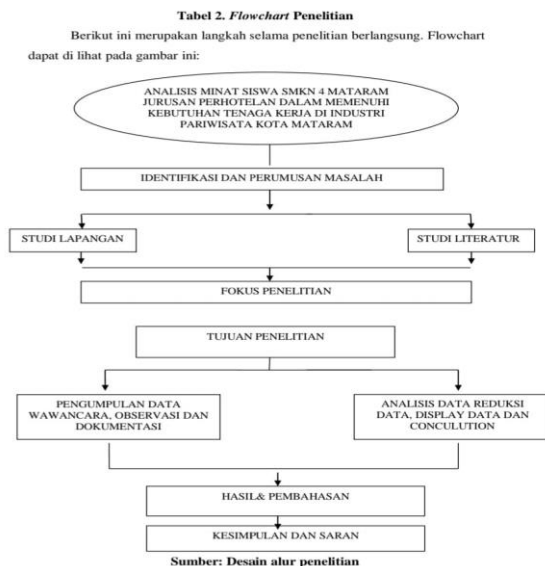 Tabel 2. Flowchart Penelitian
Berikut ini merupakan langkah selama penelitian berlangsung. Flowchart
dapat di lihat pada gambar ini:
ANALISIS MINAT SISWA SMKN 4 MATARAM
JURUSAN PERHOTELAN DALAM MEMENUHI
KEBUTUHAN TENAGA KERJA DI INDUSTRI
PARIWISATA KOTA MATARAM
IDENTIFIKASI DAN PERUMUSAN MASALAH
STUDI LAPANGAN
STUDI LITERATUR
FOKUS PENELITIAN
TUJUAN PENELITIAN
PENGUMPULAN DATA
WAWANCARA, OBSERVASI DAN
DOKUMENTASI
ANALISIS DATA REDUKSI
DATA, DISPLAY DATA DAN
CONCULUTION
HASIL& PEMBAHASAN
KESIMPULAN DAN SARAN
Sumber: Desain alur penelitian